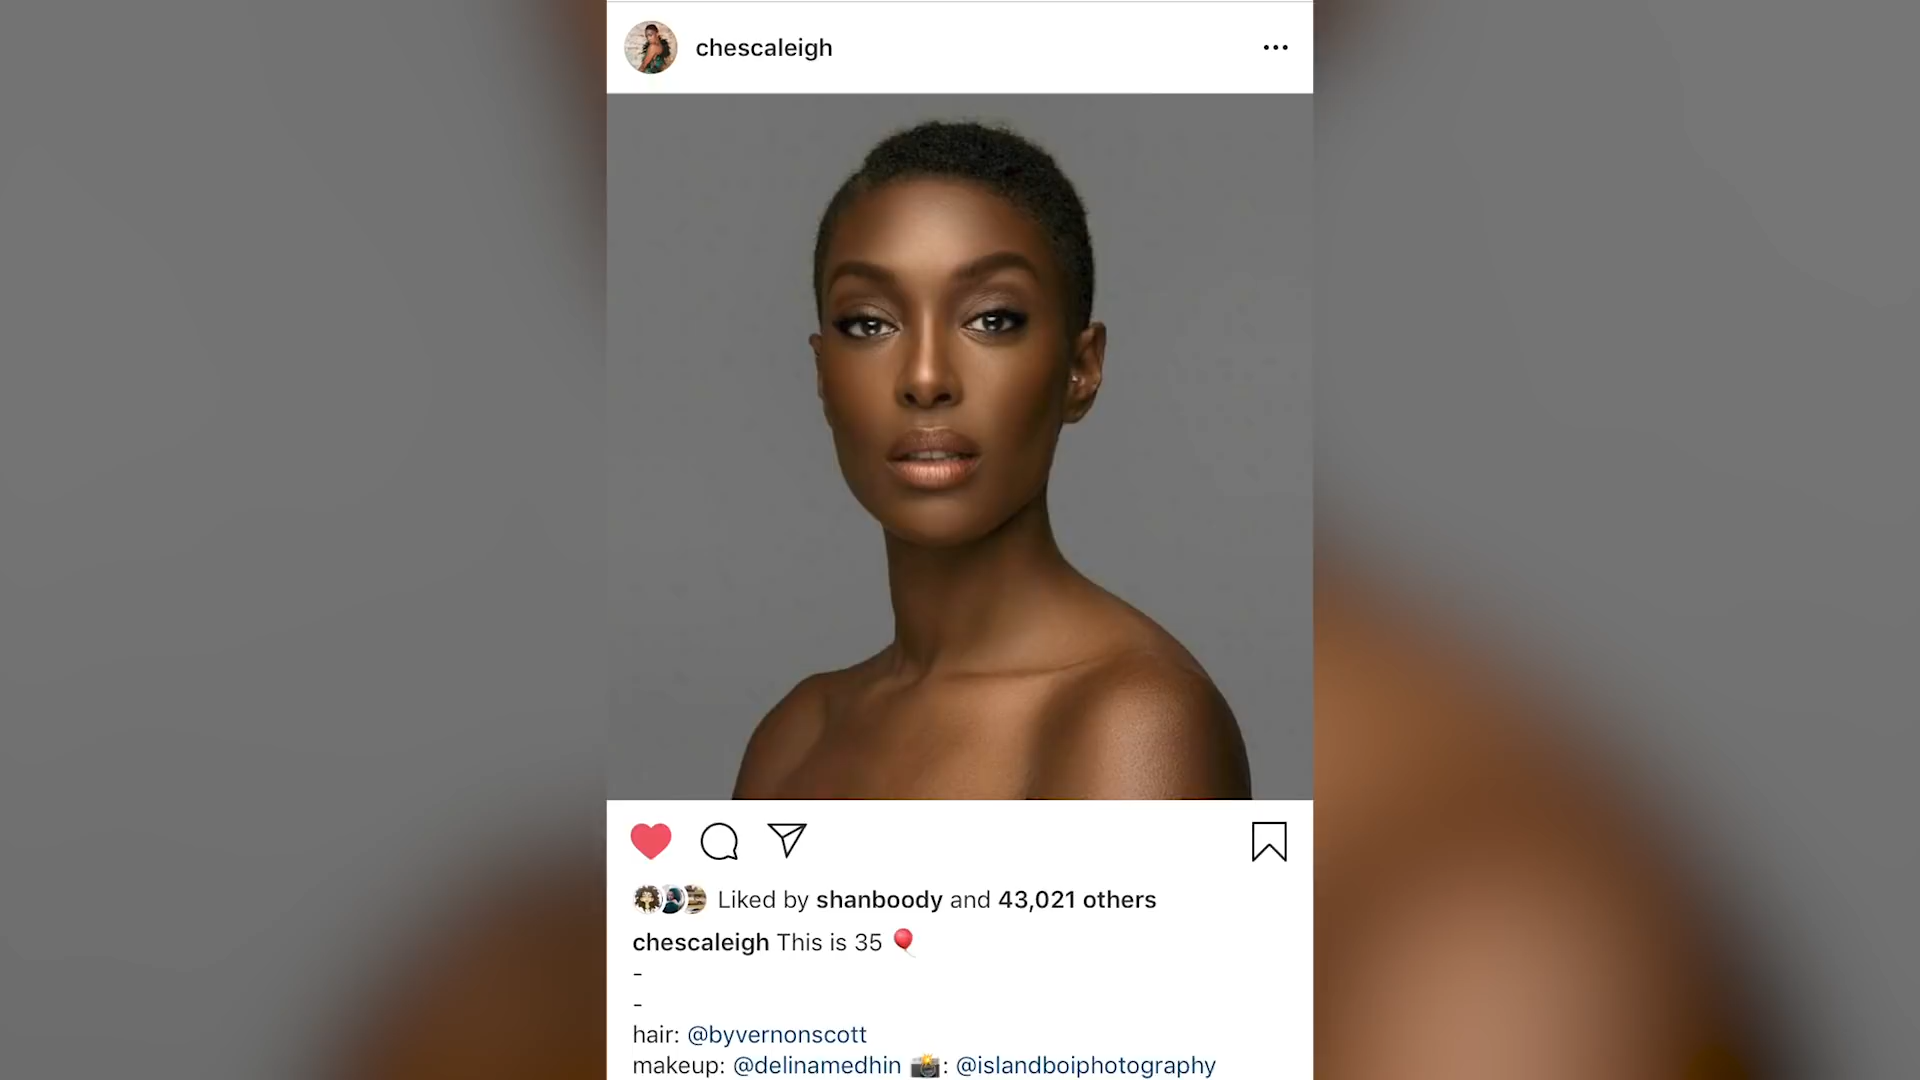 chescaleigh
Liked by shanboody and 43,021 others
chescaleigh This is 35 🎈
-
-
hair: @byvernonscott
makeup: @delinamedhin 📸: @islandboiphotography